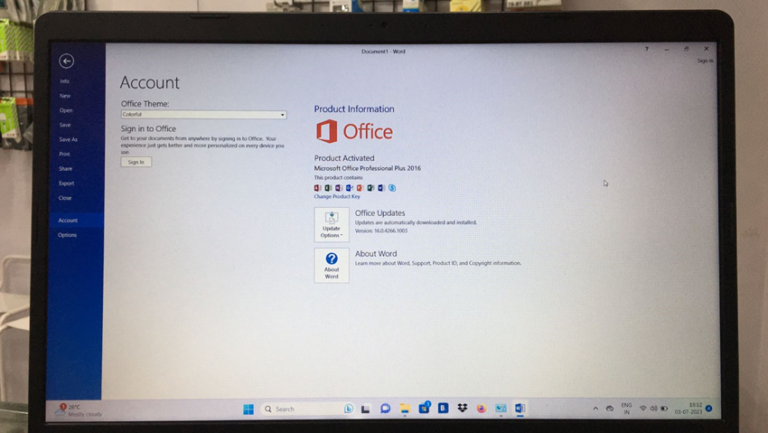 Document1 - Word
?
Sign in
Info
New
Open
Save
Save As
Print
Share
Export
Close
Account
Options
Account
Office Theme:
Colorful
Sign in to Office
Get to your documents from anywhere by signing in to Office. Your
experience just gets better and more personalized on every device you
use.
Sign In
Product Information
Office
Product Activated
Microsoft Office Professional Plus 2016
This product contains
Change Product Key
Update
Options
Office Updates
Updates are automatically downloaded and installed.
Version: 16.0.4266.1003
?
About
Word
About Word
Learn more about Word, Support, Product ID, and Copyright information.
28°C
Mostly cloudy
Search
ENG
IN
03-07-2023